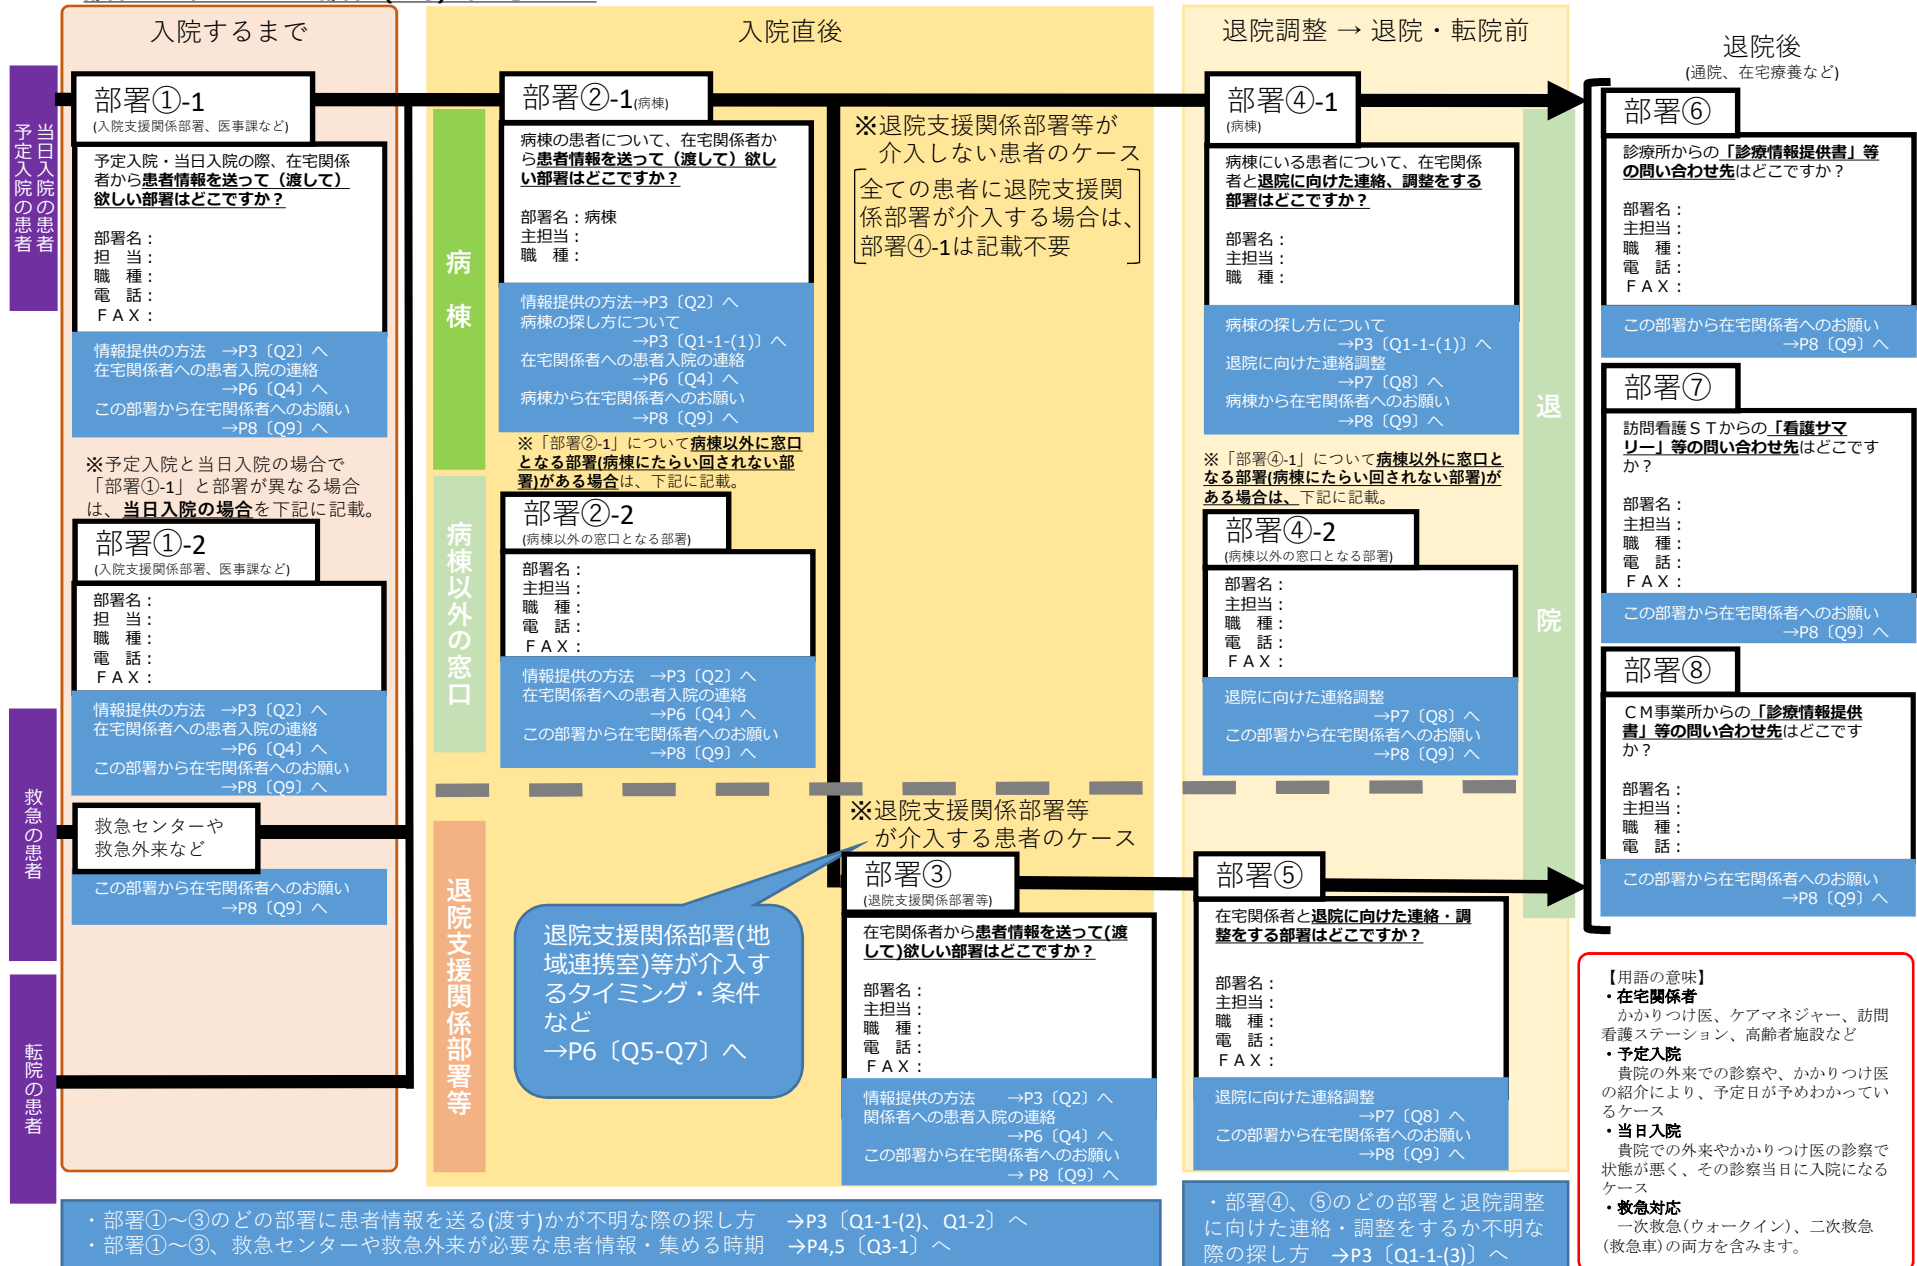 入院するまで
入院直後
退院調整 → 退院・転院前
退院後
(通院、在宅療養など)
当日入院の患者
予定入院の患者
救急の患者
転院の患者
部署①-1
(入院支援関係部署、医事課など)
予定入院・当日入院の際、在宅関係
者から患者情報を送って（渡して）
欲しい部署はどこですか？
部署名：
担　当：
職　種：
電　話：
ＦＡＸ：
情報提供の方法　→P3〔Q2〕へ
在宅関係者への患者入院の連絡
→P6〔Q4〕へ
この部署から在宅関係者へのお願い
→P8〔Q9〕へ
※予定入院と当日入院の場合で
「部署①-1」と部署が異なる場合
は、当日入院の場合を下記に記載。
部署①-2
(入院支援関係部署、医事課など)
部署名：
担　当：
職　種：
電　話：
ＦＡＸ：
情報提供の方法　→P3〔Q2〕へ
在宅関係者への患者入院の連絡
→P6〔Q4〕へ
この部署から在宅関係者へのお願い
→P8〔Q9〕へ
救急センターや
救急外来など
この部署から在宅関係者へのお願い
→P8〔Q9〕へ
病棟
病棟以外の窓口
退院支援関係部署等
部署②-1(病棟)
病棟の患者について、在宅関係者か
ら患者情報を送って（渡して）欲し
い部署はどこですか？
部署名：病棟
主担当：
職　種：
情報提供の方法→P3〔Q2〕へ
病棟の探し方について
→P3〔Q1-1-(1)〕へ
在宅関係者への患者入院の連絡
→P6〔Q4〕へ
病棟から在宅関係者へのお願い
→P8〔Q9〕へ
※「部署②-1」について病棟以外に窓口
となる部署(病棟にたらい回されない部
署)がある場合は、下記に記載。
部署②-2
(病棟以外の窓口となる部署)
部署名：
主担当：
職　種：
電　話：
ＦＡＸ：
情報提供の方法　→P3〔Q2〕へ
在宅関係者への患者入院の連絡
→P6〔Q4〕へ
この部署から在宅関係者へのお願い
→P8〔Q9〕へ
※退院支援関係部署等が
介入しない患者のケース
全ての患者に退院支援関
係部署が介入する場合は、
部署④-1は記載不要
※退院支援関係部署等
が介入する患者のケース
退院支援関係部署(地
域連携室)等が介入す
るタイミング・条件
など
→P6〔Q5-Q7〕へ
部署③
(退院支援関係部署等)
在宅関係者から患者情報を送って(渡
して)欲しい部署はどこですか？
部署名：
主担当：
職　種：
電　話：
ＦＡＸ：
情報提供の方法　→P3〔Q2〕へ
関係者への患者入院の連絡
→P6〔Q4〕へ
この部署から在宅関係者へのお願い
→ P8〔Q9〕へ
部署④-1
(病棟)
病棟にいる患者について、在宅関係
者と退院に向けた連絡、調整をする
部署はどこですか？
部署名：
主担当：
職　種：
病棟の探し方について
→P3〔Q1-1-(1)〕へ
退院に向けた連絡調整
→P7〔Q8〕へ
病棟から在宅関係者へのお願い
→P8〔Q9〕へ
※「部署④-1」について病棟以外に窓口と
なる部署(病棟にたらい回されない部署)が
ある場合は、下記に記載。
部署④-2
(病棟以外の窓口となる部署)
部署名：
主担当：
職　種：
電　話：
ＦＡＸ：
退院に向けた連絡調整
→P7〔Q8〕へ
この部署から在宅関係者へのお願い
→P8〔Q9〕へ
部署⑤
在宅関係者と退院に向けた連絡・調
整をする部署はどこですか？
部署名：
主担当：
職　種：
電　話：
ＦＡＸ：
退院に向けた連絡調整
→P7〔Q8〕へ
この部署から在宅関係者へのお願い
→P8〔Q9〕へ
退院
部署⑥
診療所からの「診療情報提供書」等
の問い合わせ先はどこですか？
部署名：
主担当：
職　種：
電　話：
ＦＡＸ：
この部署から在宅関係者へのお願い
→P8〔Q9〕へ
部署⑦
訪問看護ＳＴからの「看護サマ
リー」等の問い合わせ先はどこです
か？
部署名：
主担当：
職　種：
電　話：
ＦＡＸ：
この部署から在宅関係者へのお願い
→P8〔Q9〕へ
部署⑧
ＣＭ事業所からの「診療情報提供
書」等の問い合わせ先はどこです
か？
部署名：
主担当：
職　種：
電　話：
この部署から在宅関係者へのお願い
→P8〔Q9〕へ
【用語の意味】
・在宅関係者
かかりつけ医、ケアマネジャー、訪問
看護ステーション、高齢者施設など
・予定入院
貴院の外来での診察や、かかりつけ医
の紹介により、予定日が予めわかってい
るケース
・当日入院
貴院での外来やかかりつけ医の診察で
状態が悪く、その診察当日に入院になる
ケース
・救急対応
一次救急(ウォークイン)、二次救急
(救急車)の両方を含みます。
・部署①～③のどの部署に患者情報を送る(渡す)かが不明な際の探し方　→P3〔Q1-1-(2)、Q1-2〕へ
・部署①～③、救急センターや救急外来が必要な患者情報・集める時期　→P4,5〔Q3-1〕へ
・部署④、⑤のどの部署と退院調整
に向けた連絡・調整をするか不明な
際の探し方　→P3〔Q1-1-(3)〕へ